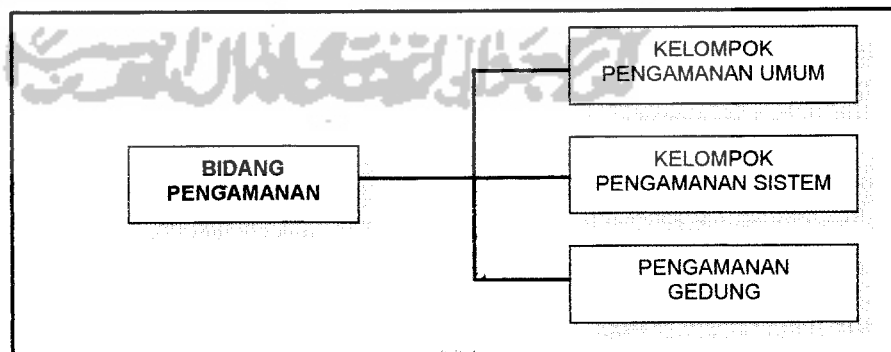 KELOMPOK
PENGAMANAN UMUM
BIDANG
PENGAMANAN
KELOMPOK
PENGAMANAN SISTEM
PENGAMANAN
GEDUNG